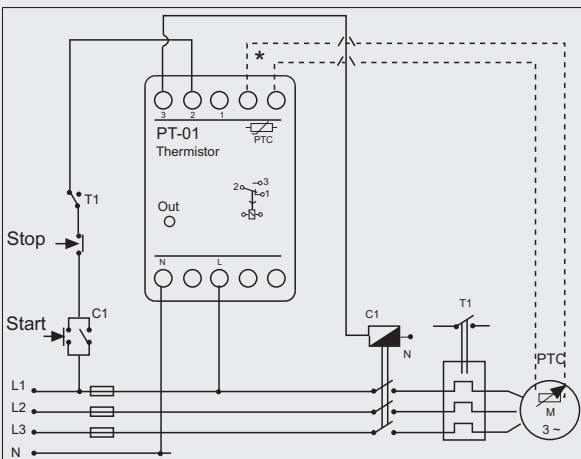 *
3 2 1
PT-01
Thermistor
PTC
2 3
1
T1
Out
Stop
N L
Start
C1
C1
T1
N
PTC
L1
L2
M
L3
3 ~
N